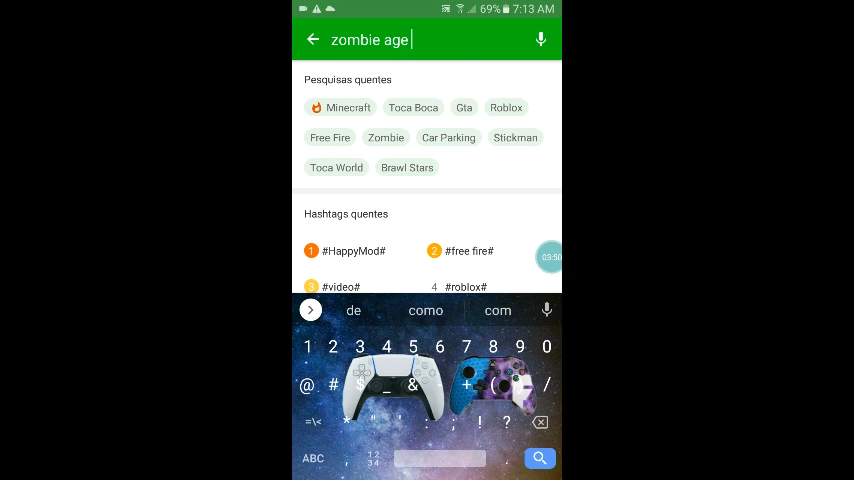 69% 7:13 AM
zombie age
Pesquisas quentes
Minecraft Toca Boca Gta Roblox
Free Fire Zombie Car Parking Stickman
Toca World Brawl Stars
Hashtags quentes
1 #HappyMod# 2 #free fire#
03:50
3 #video# 4 #roblox#
de como com
1 2 3 4 5 6 7 8 9 0
@ # $ _ & - + ( ) /
=\< * " ' : ; ! ?
ABC , 12 34 .